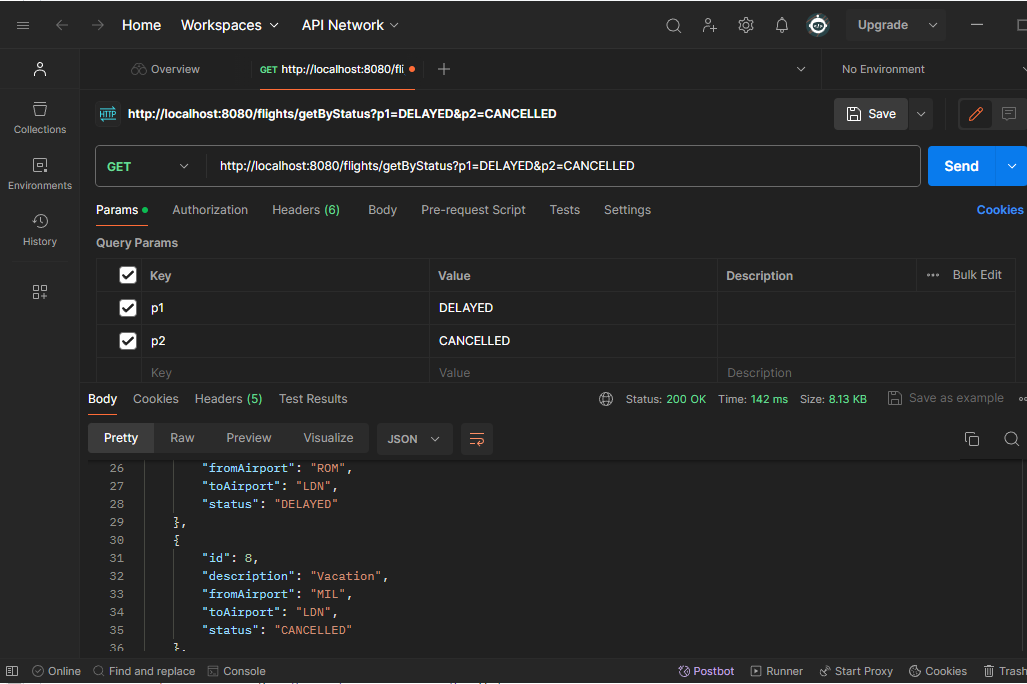 Home Workspaces API Network Upgrade
Overview GET http://localhost:8080/fli No Environment
HTTP http://localhost:8080/flights/getByStatus?p1=DELAYED&p2=CANCELLED Save
Collections
GET http://localhost:8080/flights/getByStatus?p1=DELAYED&p2=CANCELLED Send
Environments
Params Authorization Headers (6) Body Pre-request Script Tests Settings Cookies
History
Query Params
Key Value Description ••• Bulk Edit
p1 DELAYED
p2 CANCELLED
Key Value Description
Body Cookies Headers (5) Test Results Status: 200 OK Time: 142 ms Size: 8.13 KB Save as example
Pretty Raw Preview Visualize JSON
26 "fromAirport": "ROM",
27 "toAirport": "LDN",
28 "status": "DELAYED"
29 },
30 {
31 "id": 8,
32 "description": "Vacation",
33 "fromAirport": "MIL",
34 "toAirport": "LDN",
35 "status": "CANCELLED"
36 },
Online Find and replace Console Postbot Runner Start Proxy Cookies Trash